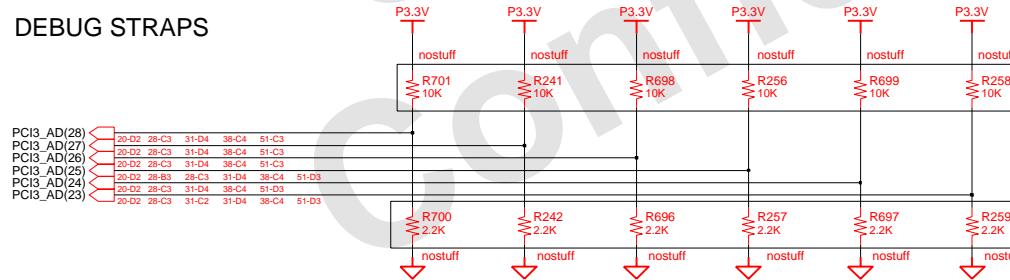 DEBUG STRAPS
P3.3V P3.3V P3.3V P3.3V P3.3V P3.3V
nostuff nostuff nostuff nostuff nostuff nostuff
R701 R241 R698 R256 R699 R258
10K 10K 10K 10K 10K 10K
PCI3_AD(28)
20-D2 28-C3 31-D4 38-C4 51-C3
PCI3_AD(27)
20-D2 28-C3 31-D4 38-C4 51-C3
PCI3_AD(26)
20-D2 28-C3 31-D4 38-C4 51-C3
PCI3_AD(25)
20-D2 28-B3 28-C3 31-D4 38-C4 51-D3
PCI3_AD(24)
20-D2 28-C3 31-D4 38-C4 51-D3
PCI3_AD(23)
20-D2 28-C3 31-C2 31-D4 38-C4 51-D3
R700 R242 R696 R257 R697 R259
2.2K 2.2K 2.2K 2.2K 2.2K 2.2K
nostuff nostuff nostuff nostuff nostuff nostu
Confi